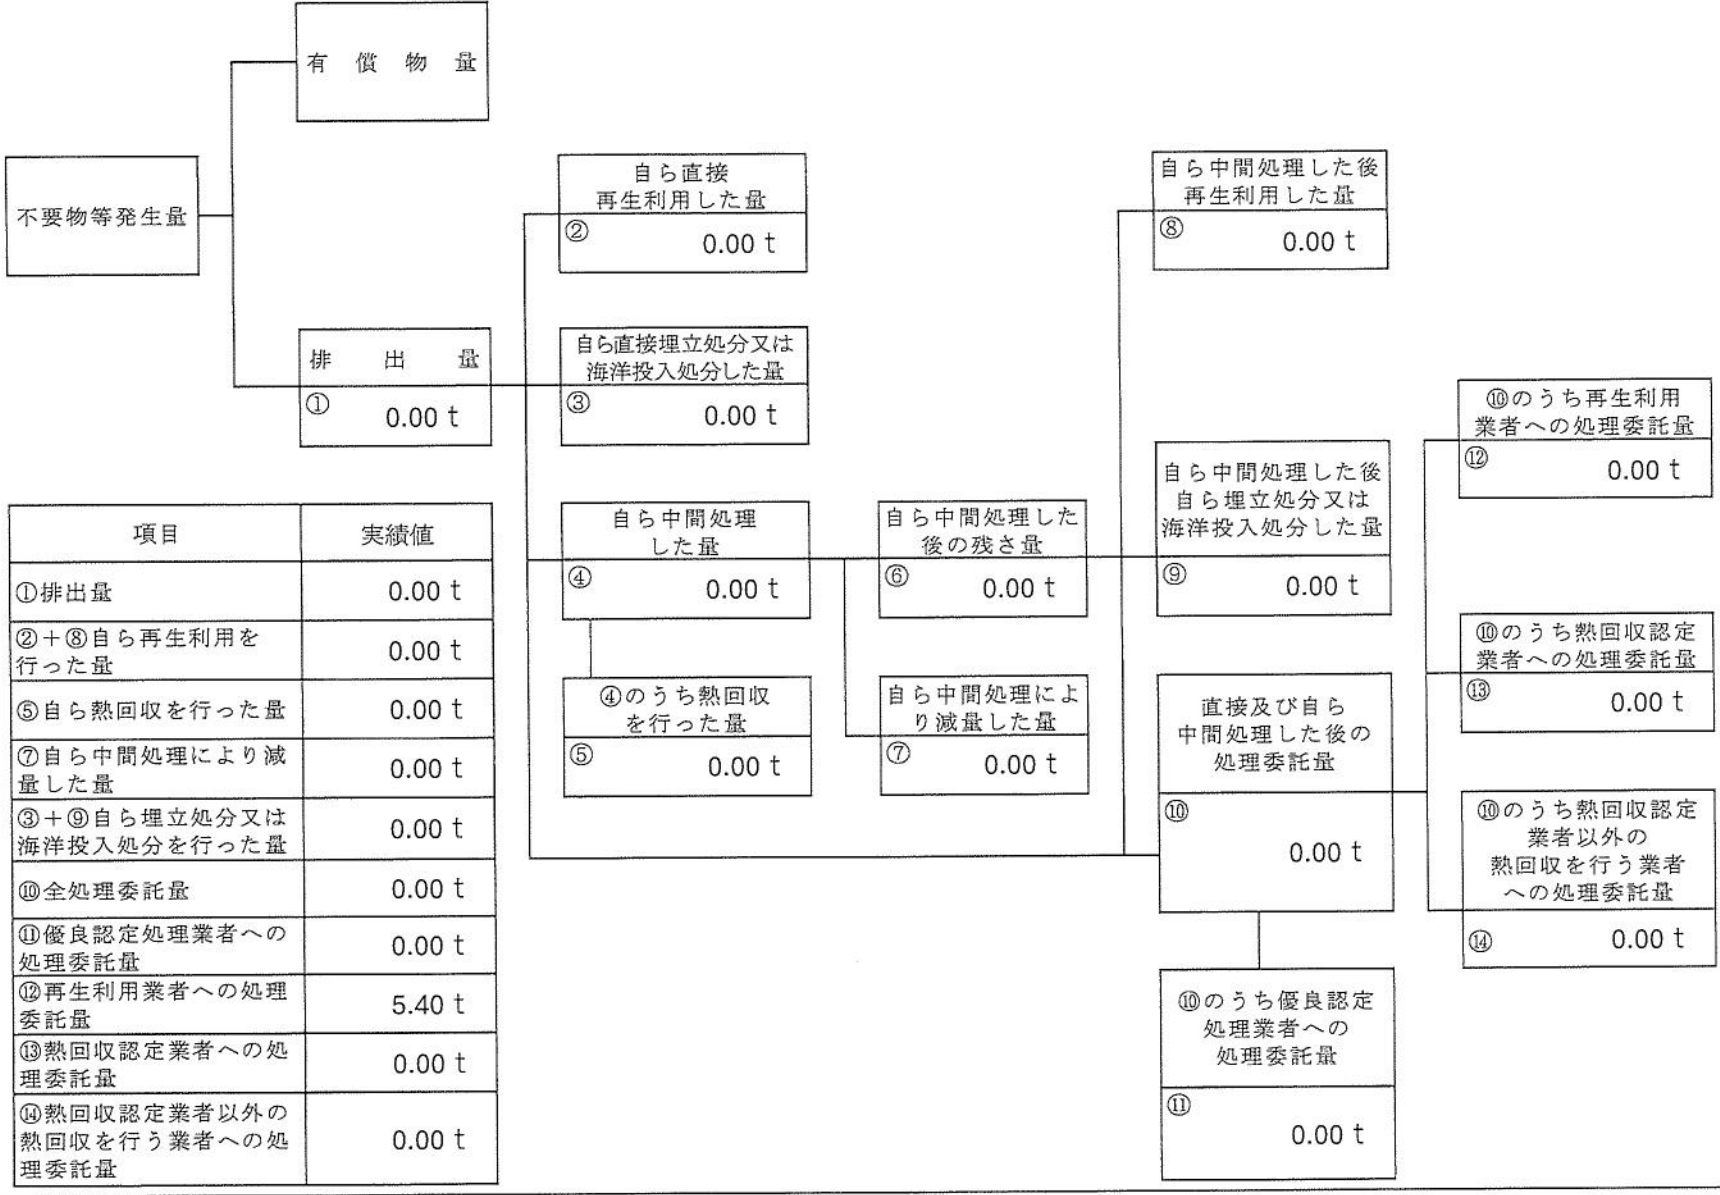 有償物量
不要物等発生量
排出量
① 0.00 t
自ら直接
再生利用した量
② 0.00 t
自ら直接埋立処分又は
海洋投入処分した量
③ 0.00 t
自ら中間処理
した量
④ 0.00 t
④のうち熱回収
を行った量
⑤ 0.00 t
自ら中間処理した
後の残さ量
⑥ 0.00 t
自ら中間処理によ
り減量した量
⑦ 0.00 t
自ら中間処理した後
再生利用した量
⑧ 0.00 t
自ら中間処理した後
自ら埋立処分又は
海洋投入処分した量
⑨ 0.00 t
直接及び自ら
中間処理した後の
処理委託量
⑩
0.00 t
⑩のうち優良認定
処理業者への
処理委託量
⑪
0.00 t
⑩のうち再生利用
業者への処理委託量
⑫ 0.00 t
⑩のうち熱回収認定
業者への処理委託量
⑬ 0.00 t
⑩のうち熱回収認定
業者以外の
熱回収を行う業者
への処理委託量
⑭ 0.00 t
項目 実績値
①排出量 0.00 t
②+⑧自ら再生利用を
行った量 0.00 t
⑤自ら熱回収を行った量 0.00 t
⑦自ら中間処理により減
量した量 0.00 t
③+⑨自ら埋立処分又は
海洋投入処分を行った量 0.00 t
⑩全処理委託量 0.00 t
⑪優良認定処理業者への
処理委託量 0.00 t
⑫再生利用業者への処理
委託量 5.40 t
⑬熱回収認定業者への処
理委託量 0.00 t
⑭熱回収認定業者以外の
熱回収を行う業者への処
理委託量 0.00 t